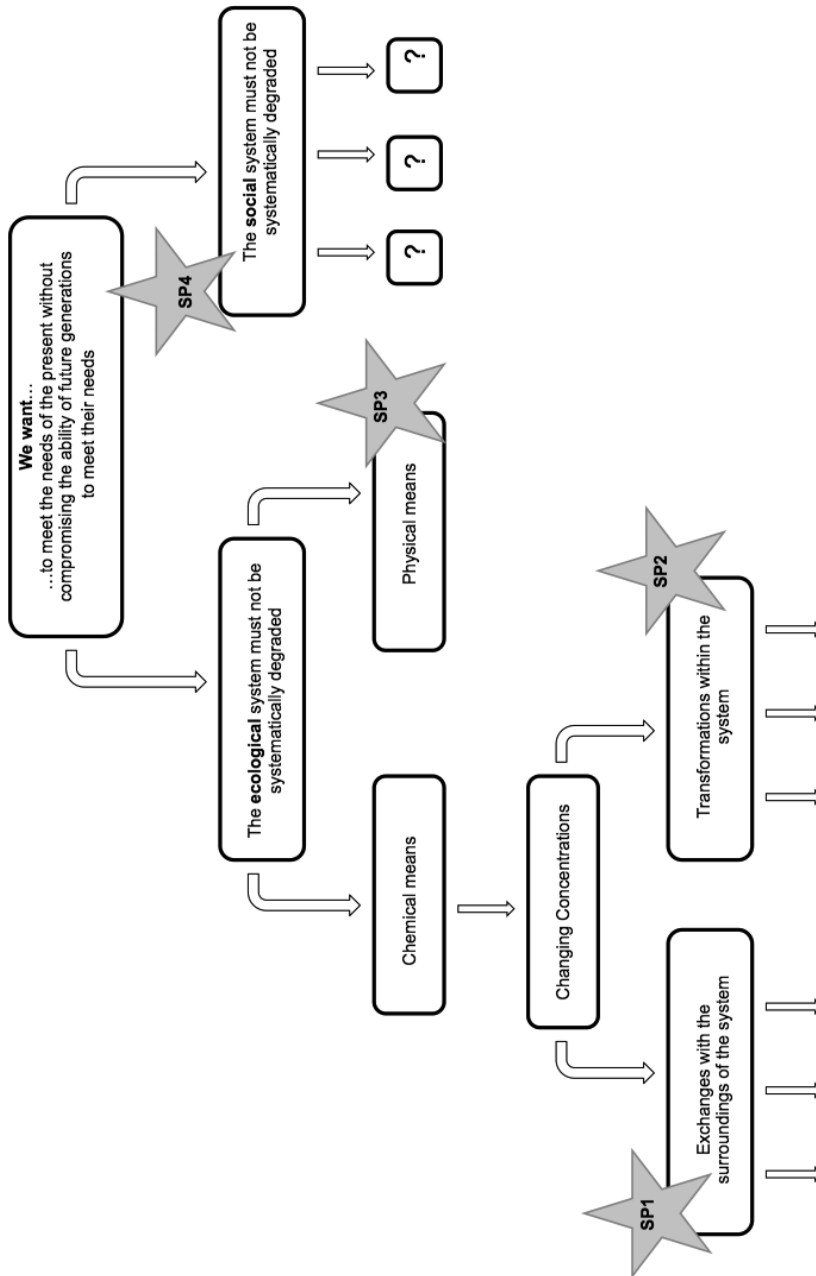 We want…
…to meet the needs of the present without
compromising the ability of future generations
to meet their needs
SP4
The ecological system must not be
systematically degraded
The social system must not be
systematically degraded
SP3
Chemical means
Physical means
?
?
?
Changing Concentrations
SP1
Exchanges with the
surroundings of the system
SP2
Transformations within the
system